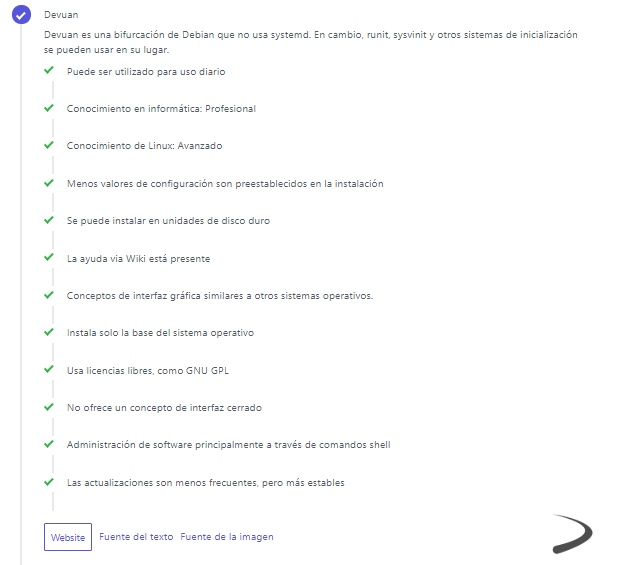 Devuan
Devuan es una bifurcación de Debian que no usa systemd. En cambio, runit, sysvinit y otros sistemas de inicialización
se pueden usar en su lugar.
Puede ser utilizado para uso diario
Conocimiento en informática: Profesional
Conocimiento de Linux: Avanzado
Menos valores de configuración son preestablecidos en la instalación
Se puede instalar en unidades de disco duro
La ayuda via Wiki está presente
Conceptos de interfaz gráfica similares a otros sistemas operativos.
Instala solo la base del sistema operativo
Usa licencias libres, como GNU GPL
No ofrece un concepto de interfaz cerrado
Administración de software principalmente a través de comandos shell
Las actualizaciones son menos frecuentes, pero más estables
Website Fuente del texto Fuente de la imagen